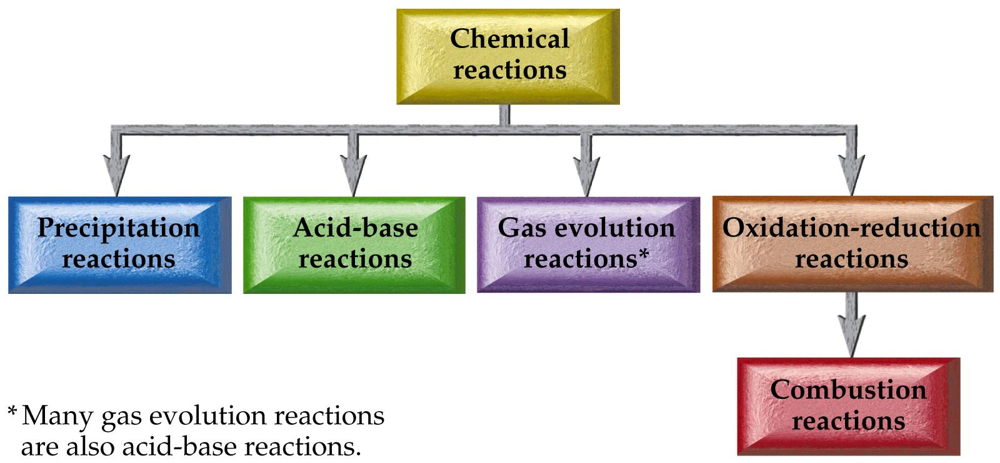 Chemical
reactions
Precipitation
reactions
Acid-base
reactions
Gas evolution
reactions*
Oxidation-reduction
reactions
Combustion
reactions
*Many gas evolution reactions
are also acid-base reactions.